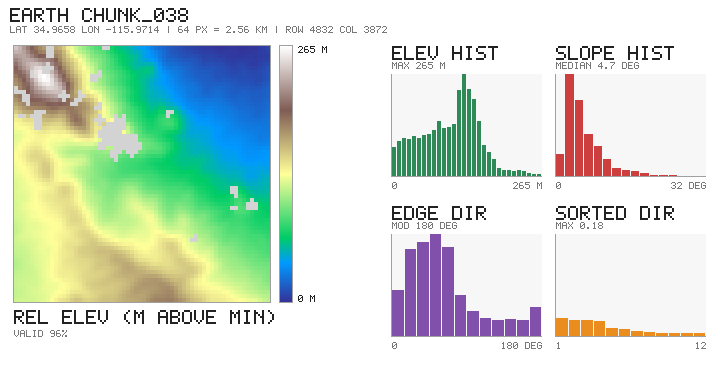 EARTH CHUNK_038
LAT 34.9658 LON -115.9714 | 64 PX = 2.56 KM | ROW 4832 COL 3872
265 M
0 M
REL ELEV (M ABOVE MIN)
VALID 96%
ELEV HIST
MAX 265 M
0 265 M
SLOPE HIST
MEDIAN 4.7 DEG
0 32 DEG
EDGE DIR
MOD 180 DEG
0 180 DEG
SORTED DIR
MAX 0.18
1 12